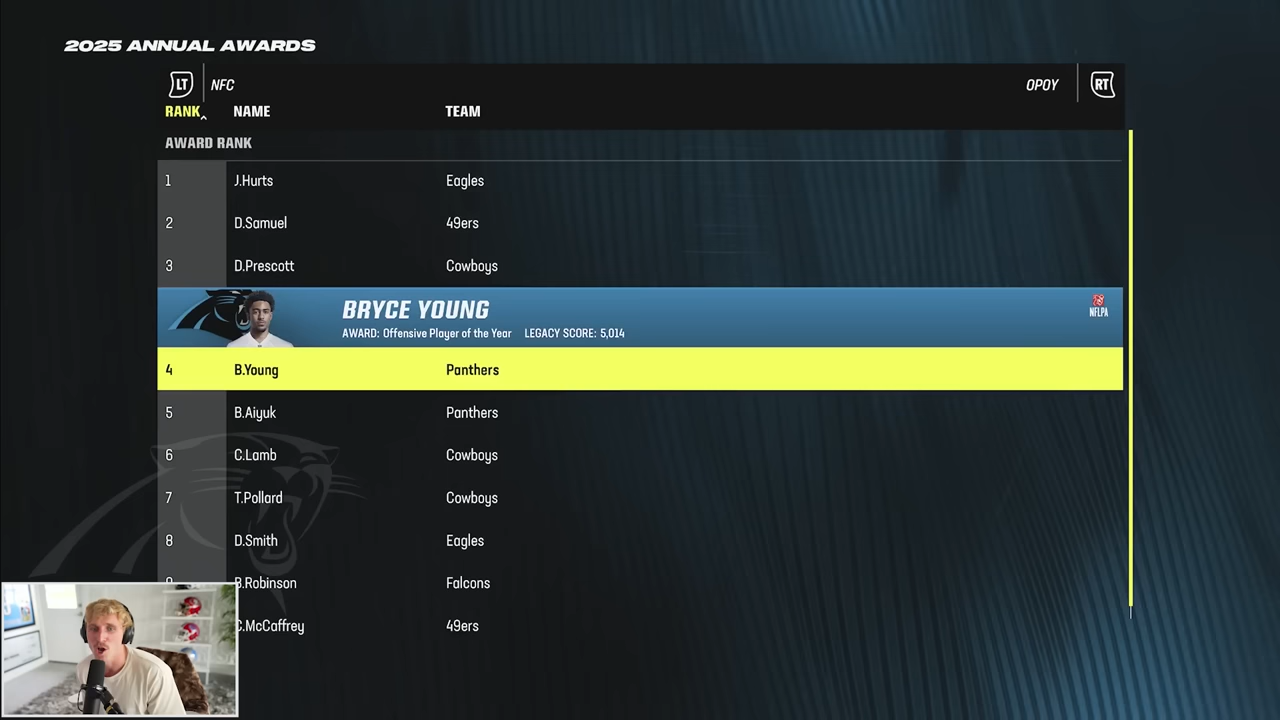 2025 ANNUAL AWARDS
LT NFC OPOY RT
RANK NAME TEAM
AWARD RANK
1 J.Hurts Eagles
2 D.Samuel 49ers
3 D.Prescott Cowboys
BRYCE YOUNG
AWARD: Offensive Player of the Year LEGACY SCORE: 5,014
NFLPA
4 B.Young Panthers
5 B.Aiyuk Panthers
6 C.Lamb Cowboys
7 T.Pollard Cowboys
8 D.Smith Eagles
B.Robinson Falcons
C.McCaffrey 49ers